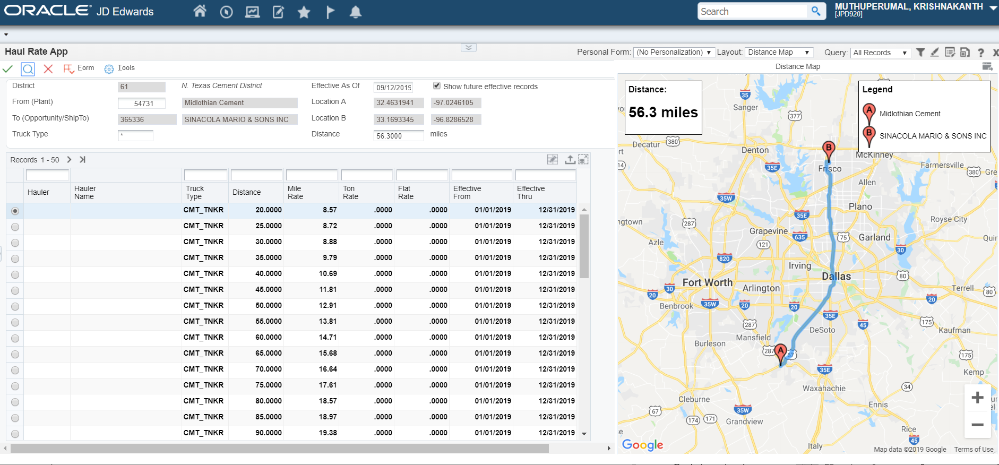 ORACLE® JD Edwards
Search
MUTHUPERUMAL, KRISHNAKANTH
[JPD920]
Haul Rate App
Personal Form: (No Personalization) Layout: Distance Map Query: All Records
Form Tools
District 61 N. Texas Cement District Effective As Of 09/12/2019 Show future effective records
From (Plant) 54731 Midlothian Cement Location A 32.4631941 -97.0246105
To (Opportunity/ShipTo) 365336 SINACOLA MARIO & SONS INC Location B 33.1693345 -96.8286528
Truck Type * Distance 56.3000 miles
Records 1 - 50
Hauler Hauler Name Truck Type Distance Mile Rate Ton Rate Flat Rate Effective From Effective Thru
CMT_TNKR 20.0000 8.57 .0000 .0000 01/01/2019 12/31/2019
CMT_TNKR 25.0000 8.72 .0000 .0000 01/01/2019 12/31/2019
CMT_TNKR 30.0000 8.88 .0000 .0000 01/01/2019 12/31/2019
CMT_TNKR 35.0000 9.79 .0000 .0000 01/01/2019 12/31/2019
CMT_TNKR 40.0000 10.69 .0000 .0000 01/01/2019 12/31/2019
CMT_TNKR 45.0000 11.81 .0000 .0000 01/01/2019 12/31/2019
CMT_TNKR 50.0000 12.91 .0000 .0000 01/01/2019 12/31/2019
CMT_TNKR 55.0000 13.81 .0000 .0000 01/01/2019 12/31/2019
CMT_TNKR 60.0000 14.71 .0000 .0000 01/01/2019 12/31/2019
CMT_TNKR 65.0000 15.68 .0000 .0000 01/01/2019 12/31/2019
CMT_TNKR 70.0000 16.64 .0000 .0000 01/01/2019 12/31/2019
CMT_TNKR 75.0000 17.61 .0000 .0000 01/01/2019 12/31/2019
CMT_TNKR 80.0000 18.57 .0000 .0000 01/01/2019 12/31/2019
CMT_TNKR 85.0000 18.97 .0000 .0000 01/01/2019 12/31/2019
CMT_TNKR 90.0000 19.38 .0000 .0000 01/01/2019 12/31/2019
Distance Map
Distance:
56.3 miles
Legend
A Midlothian Cement
B SINACOLA MARIO & SONS INC
35
Sanger
377
Decatur 380
Denton
B
McKinney
14
35E
Frisco
Farmersville
380
Allen
35W
Plano
35E
Royse City
287
Grapevine 635 75 Garland
Azle 121 30
820
Irving
Dallas 80
Fort Worth Arlington
Terrell 80
20 30
Benbrook 35W 20 20 35E 20
287 45 175
Mansfield DeSoto Kaufman
Burleson
287 A 67
175
35E
Kemp
Waxahachie 34
Cleburne
Ennis
67 35W
174 171 Grandview
Rice
45
Italy
Google
Map data ©2019 Google Terms of Use